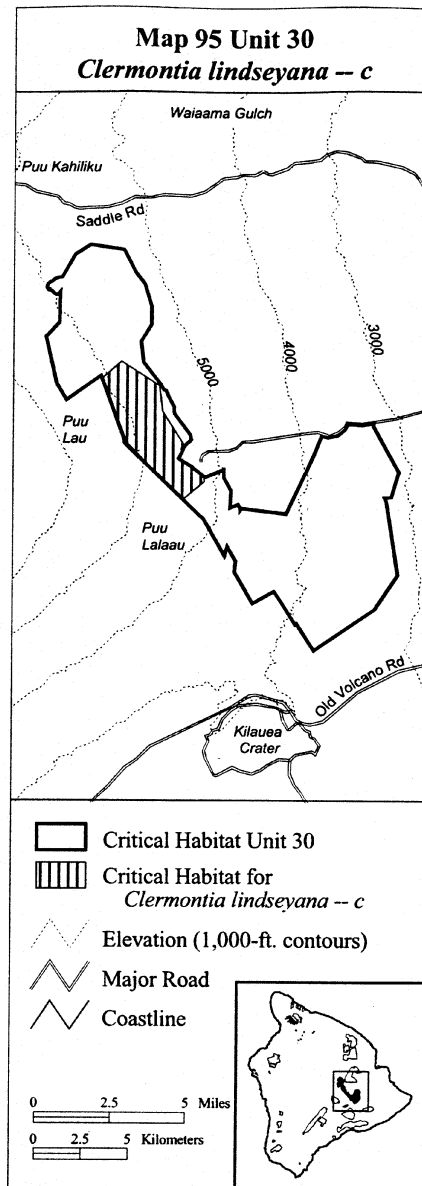 Map 95 Unit 30
Clermontia lindseyana -- c
Waiaama Gulch
Puu Kahiliku
Saddle Rd
5000
4000
3000
Puu
Lau
Puu
Lalaau
Old Volcano Rd
Kilauea
Crater
Critical Habitat Unit 30
Critical Habitat for
Clermontia lindseyana -- c
Elevation (1,000-ft. contours)
Major Road
Coastline
0 2.5 5 Miles
0 2.5 5 Kilometers